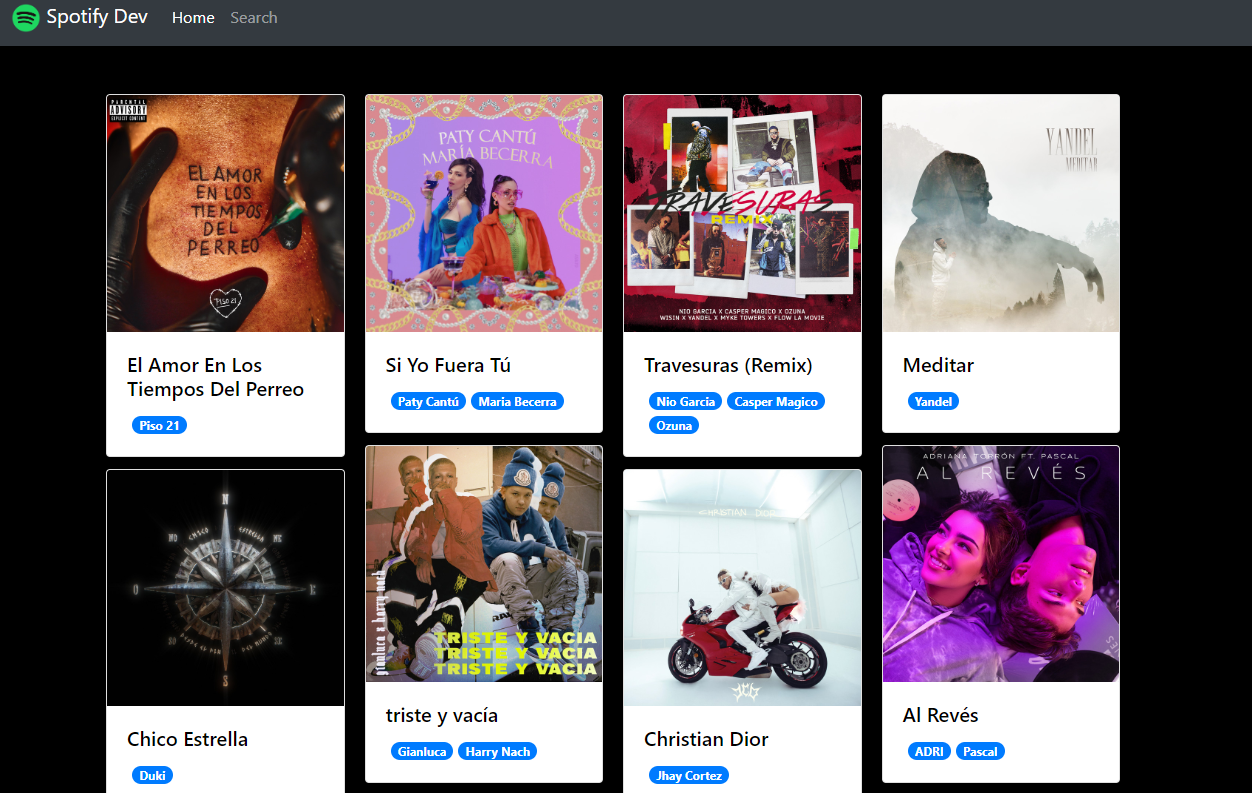 Spotify Dev Home Search
PARENTAL
ADVISORY
EXPLICIT CONTENT
EL AMOR
EN LOS
TIEMPOS
DEL
PERREO
PISO 21
El Amor En Los
Tiempos Del Perreo
Piso 21
PATY CANTÚ
MARÍA BECERRA
Si Yo Fuera Tú
Paty Cantú Maria Becerra
TRAVESURAS
REMIX
NIO GARCIA X CASPER MAGICO X OZUNA
WISIN X YANDEL X MYKE TOWERS X FLOW LA MOVIE
Travesuras (Remix)
Nio Garcia Casper Magico
Ozuna
YANDEL
MEDITAR
Meditar
Yandel
N
NO CHICO ESTRELLA NE
O E
SO SE
S
Chico Estrella
Duki
gianluca x harry nach
TRISTE Y VACIA
TRISTE Y VACIA
TRISTE Y VACIA
triste y vacía
Gianluca Harry Nach
CHRISTIAN DIOR
Christian Dior
Jhay Cortez
ADRIANA TORRÓN FT. PASCAL
AL REVÉS
Al Revés
ADRI Pascal